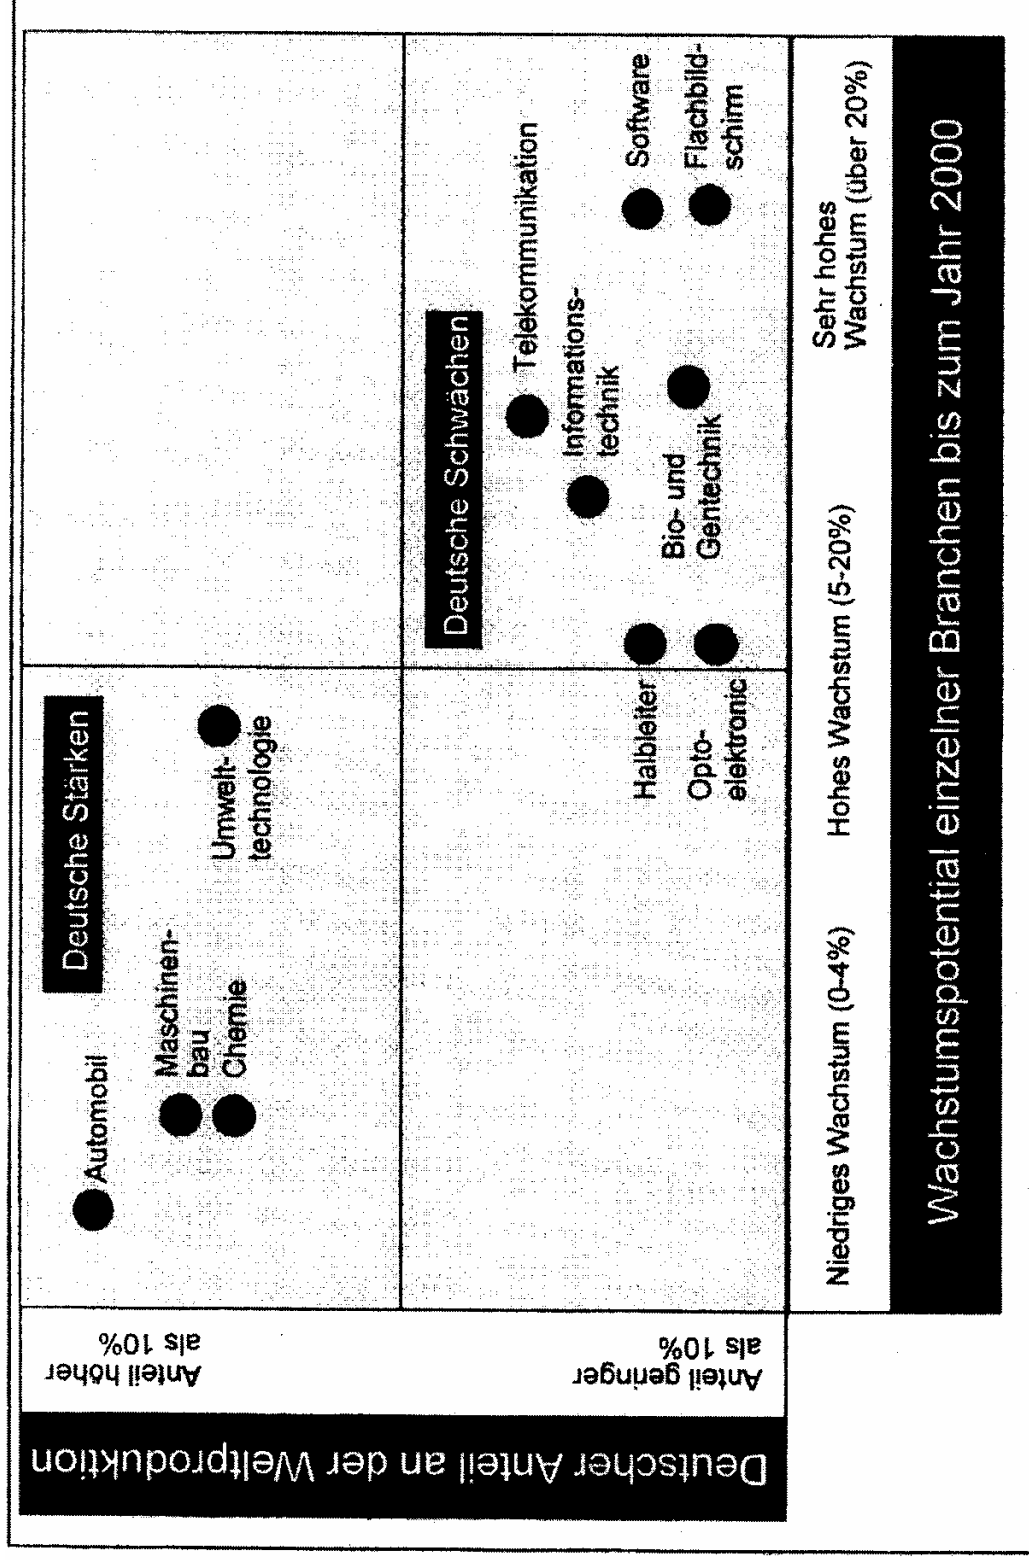 Deutscher Anteil an der Weltproduktion
Anteil höher
als 10%
Anteil geringer
als 10%
Deutsche Stärken
Automobil
Maschinen-
bau
Chemie
Umwelt-
technologie
Deutsche Schwächen
Telekommunikation
Informations-
technik
Software
Flachbild-
schirm
Bio- und
Gentechnik
Halbleiter
Opto-
elektronic
Niedriges Wachstum (0-4%)
Hohes Wachstum (5-20%)
Sehr hohes
Wachstum (über 20%)
Wachstumspotential einzelner Branchen bis zum Jahr 2000